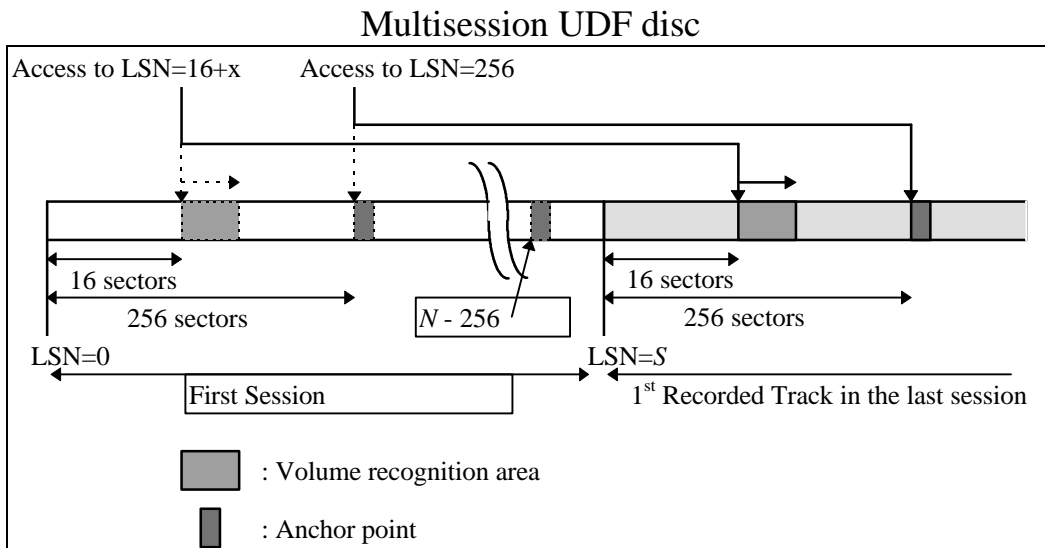 Multisession UDF disc
Access to LSN=16+x
Access to LSN=256
16 sectors
256 sectors
N - 256
16 sectors
256 sectors
LSN=0
LSN=S
First Session
1st Recorded Track in the last session
: Volume recognition area
: Anchor point